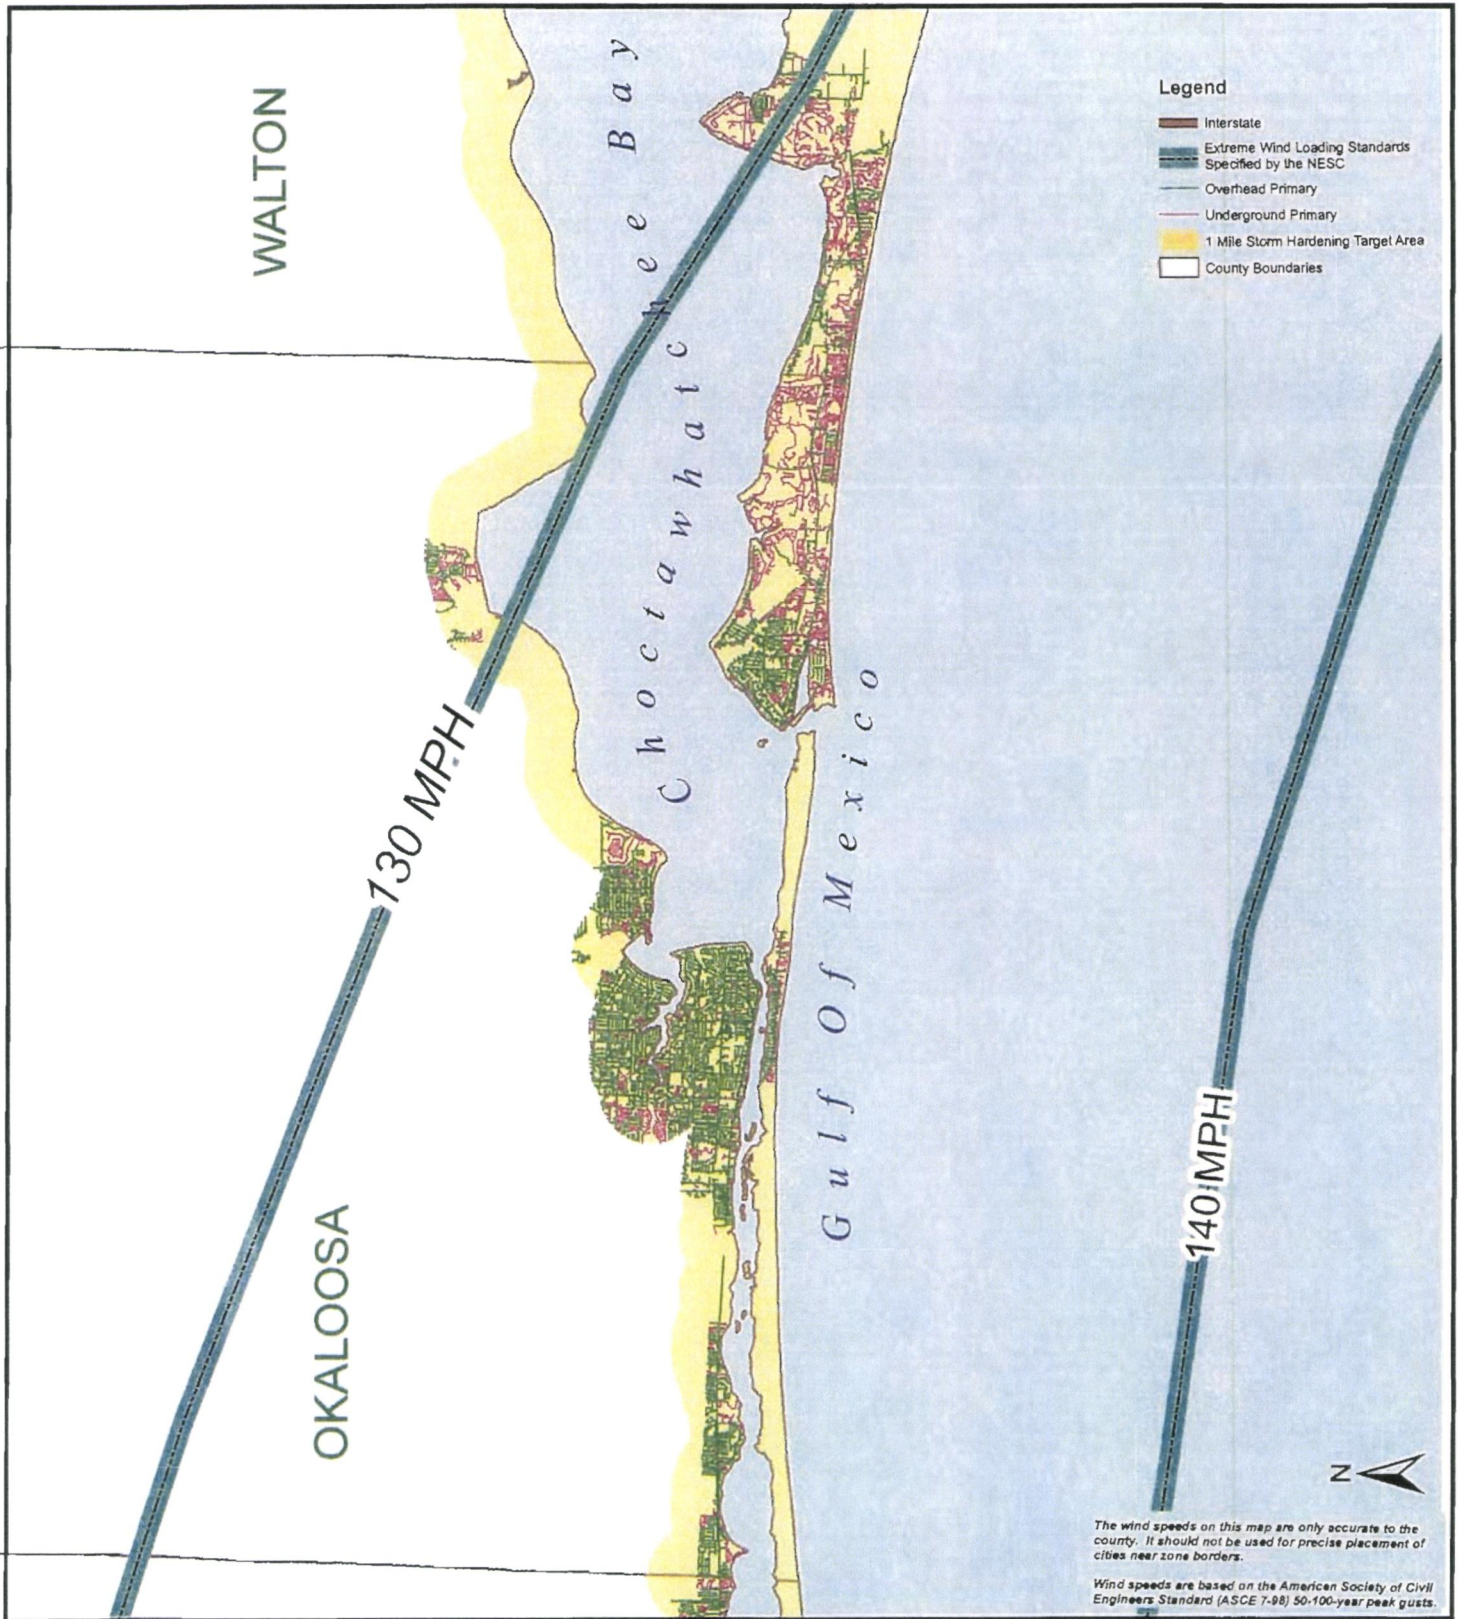 WALTON
Choctawhatchee Bay
Legend
Interstate
Extreme Wind Loading Standards
Specified by the NESC
Overhead Primary
Underground Primary
1 Mile Storm Hardening Target Area
County Boundaries
130 MPH
Gulf Of Mexico
140 MPH
OKALOOSA
N
The wind speeds on this map are only accurate to the
county. It should not be used for precise placement of
cities near zone borders.
Wind speeds are based on the American Society of Civil
Engineers Standard (ASCE 7-98) 50-100-year peak gusts.